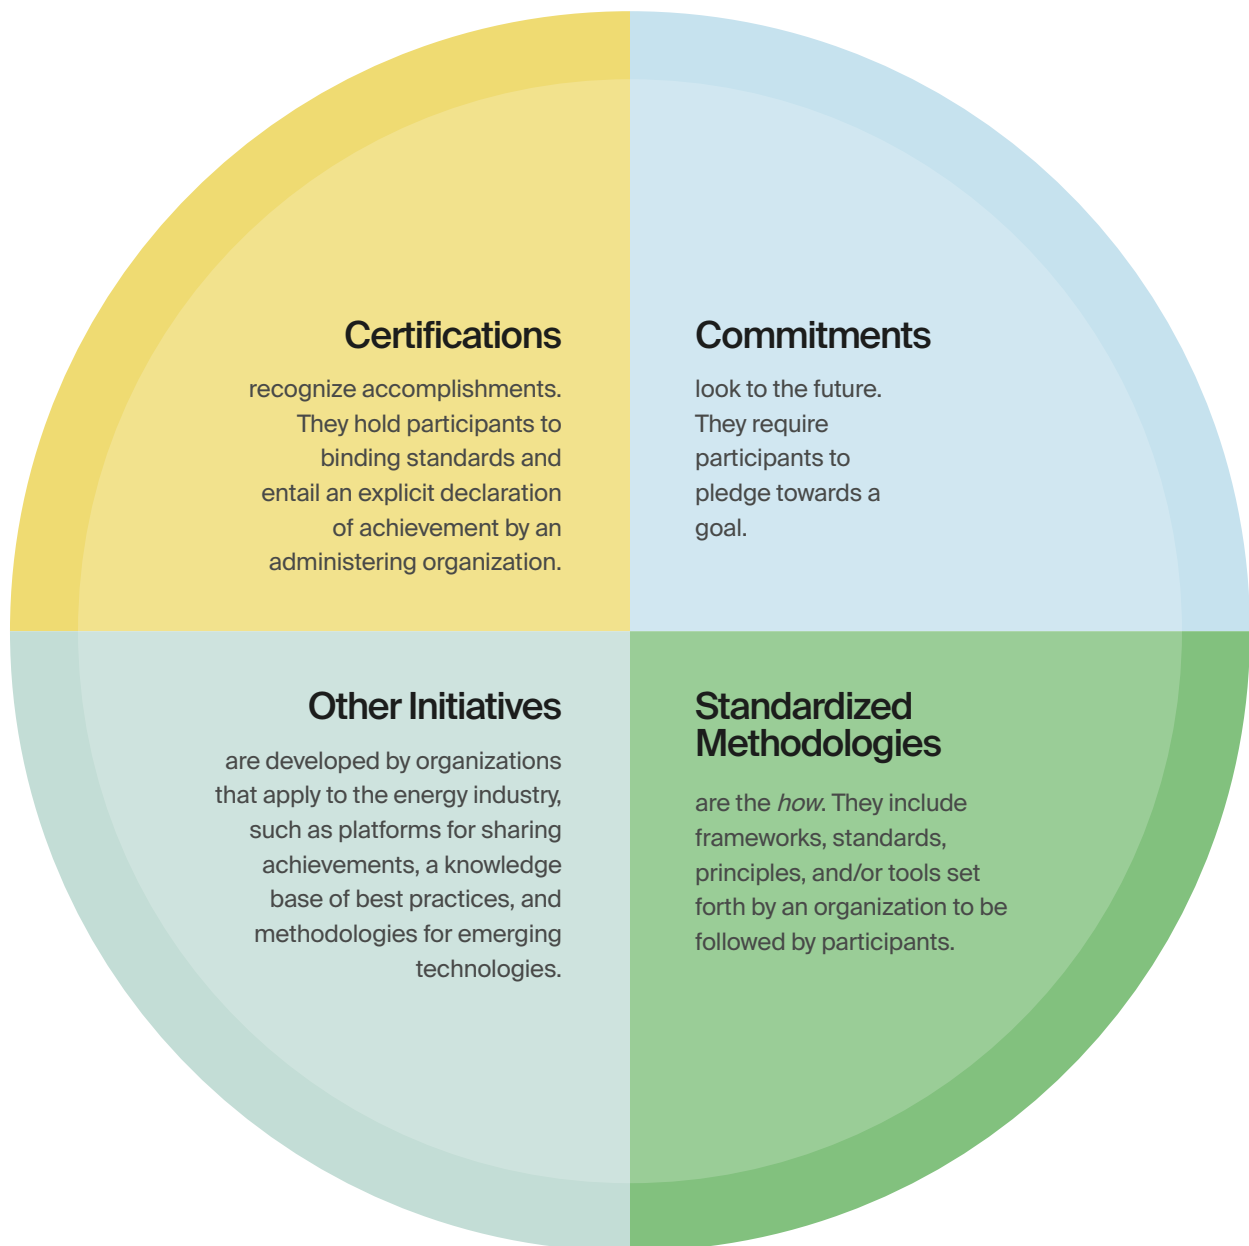 Certifications
recognize accomplishments.
They hold participants to
binding standards and
entail an explicit declaration
of achievement by an
administering organization.
Commitments
look to the future.
They require
participants to
pledge towards a
goal.
Other Initiatives
are developed by organizations
that apply to the energy industry,
such as platforms for sharing
achievements, a knowledge
base of best practices, and
methodologies for emerging
technologies.
Standardized
Methodologies
are the how. They include
frameworks, standards,
principles, and/or tools set
forth by an organization to be
followed by participants.